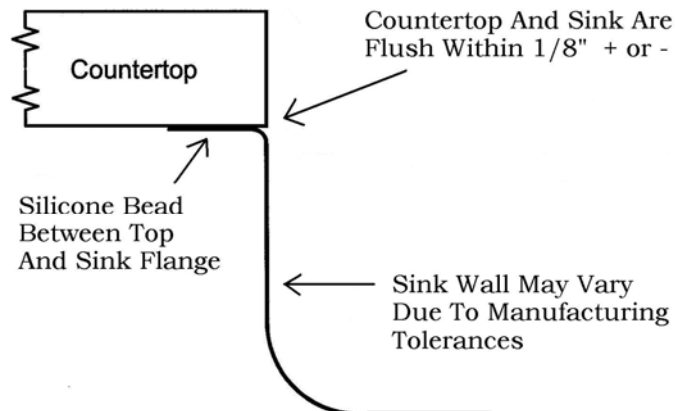 Countertop And Sink Are
Flush Within 1/8" + or -
Countertop
Silicone Bead
Between Top
And Sink Flange
Sink Wall May Vary
Due To Manufacturing
Tolerances